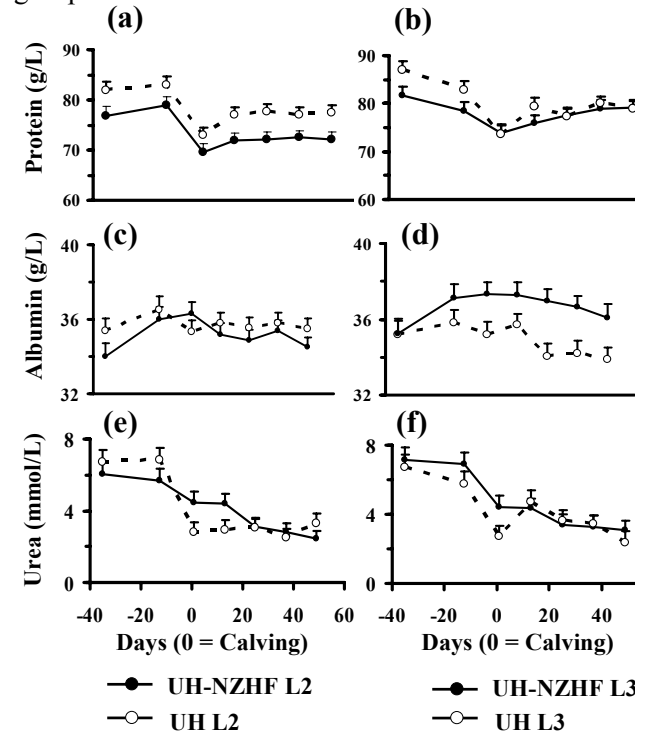 (a) (b)
90 90
Protein (g/L)
80 80
70 70
60 60
(c) (d)
40 40
Albumin (g/L)
36 36
32 32
(e) (f)
8 8
Urea (mmol/L)
4 4
0 0
-40 -20 0 20 40 60 -40 -20 0 20 40
Days (0 = Calving) Days (0 = Calving)
UH-NZHF L2 UH-NZHF L3
UH L2 UH L3